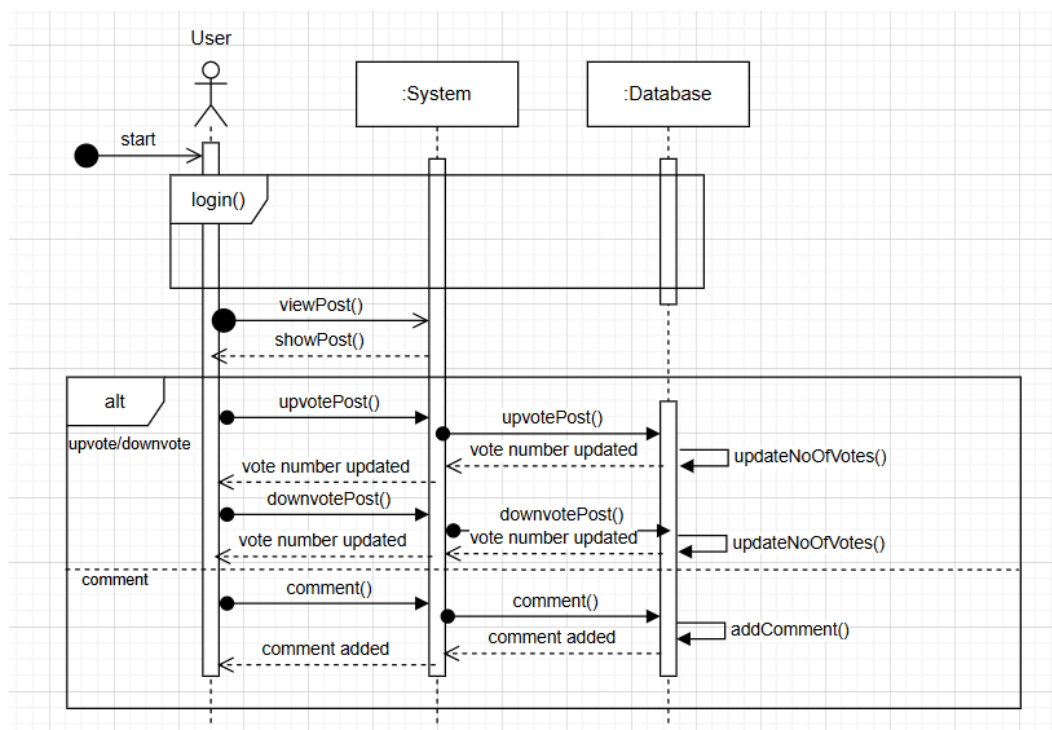 User
:System
:Database
start
login()
viewPost()
showPost()
alt
upvotePost()
upvotePost()
upvote/downvote
vote number updated
updateNoOfVotes()
vote number updated
downvotePost()
downvotePost()
vote number updated
vote number updated
updateNoOfVotes()
comment
comment()
comment()
addComment()
comment added
comment added